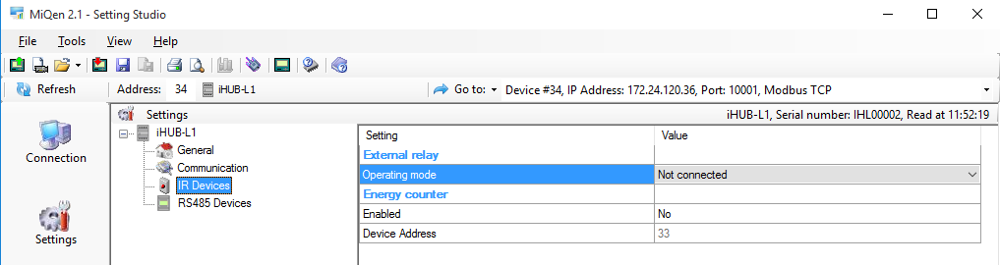 MiQen 2.1 - Setting Studio
File Tools View Help
Refresh Address: 34 iHUB-L1 Go to: Device #34, IP Address: 172.24.120.36, Port: 10001, Modbus TCP
Settings iHUB-L1, Serial number: IHL00002, Read at 11:52:19
Connection
Settings
iHUB-L1
General
Communication
IR Devices
RS485 Devices
Setting Value
External relay
Operating mode Not connected
Energy counter
Enabled No
Device Address 33